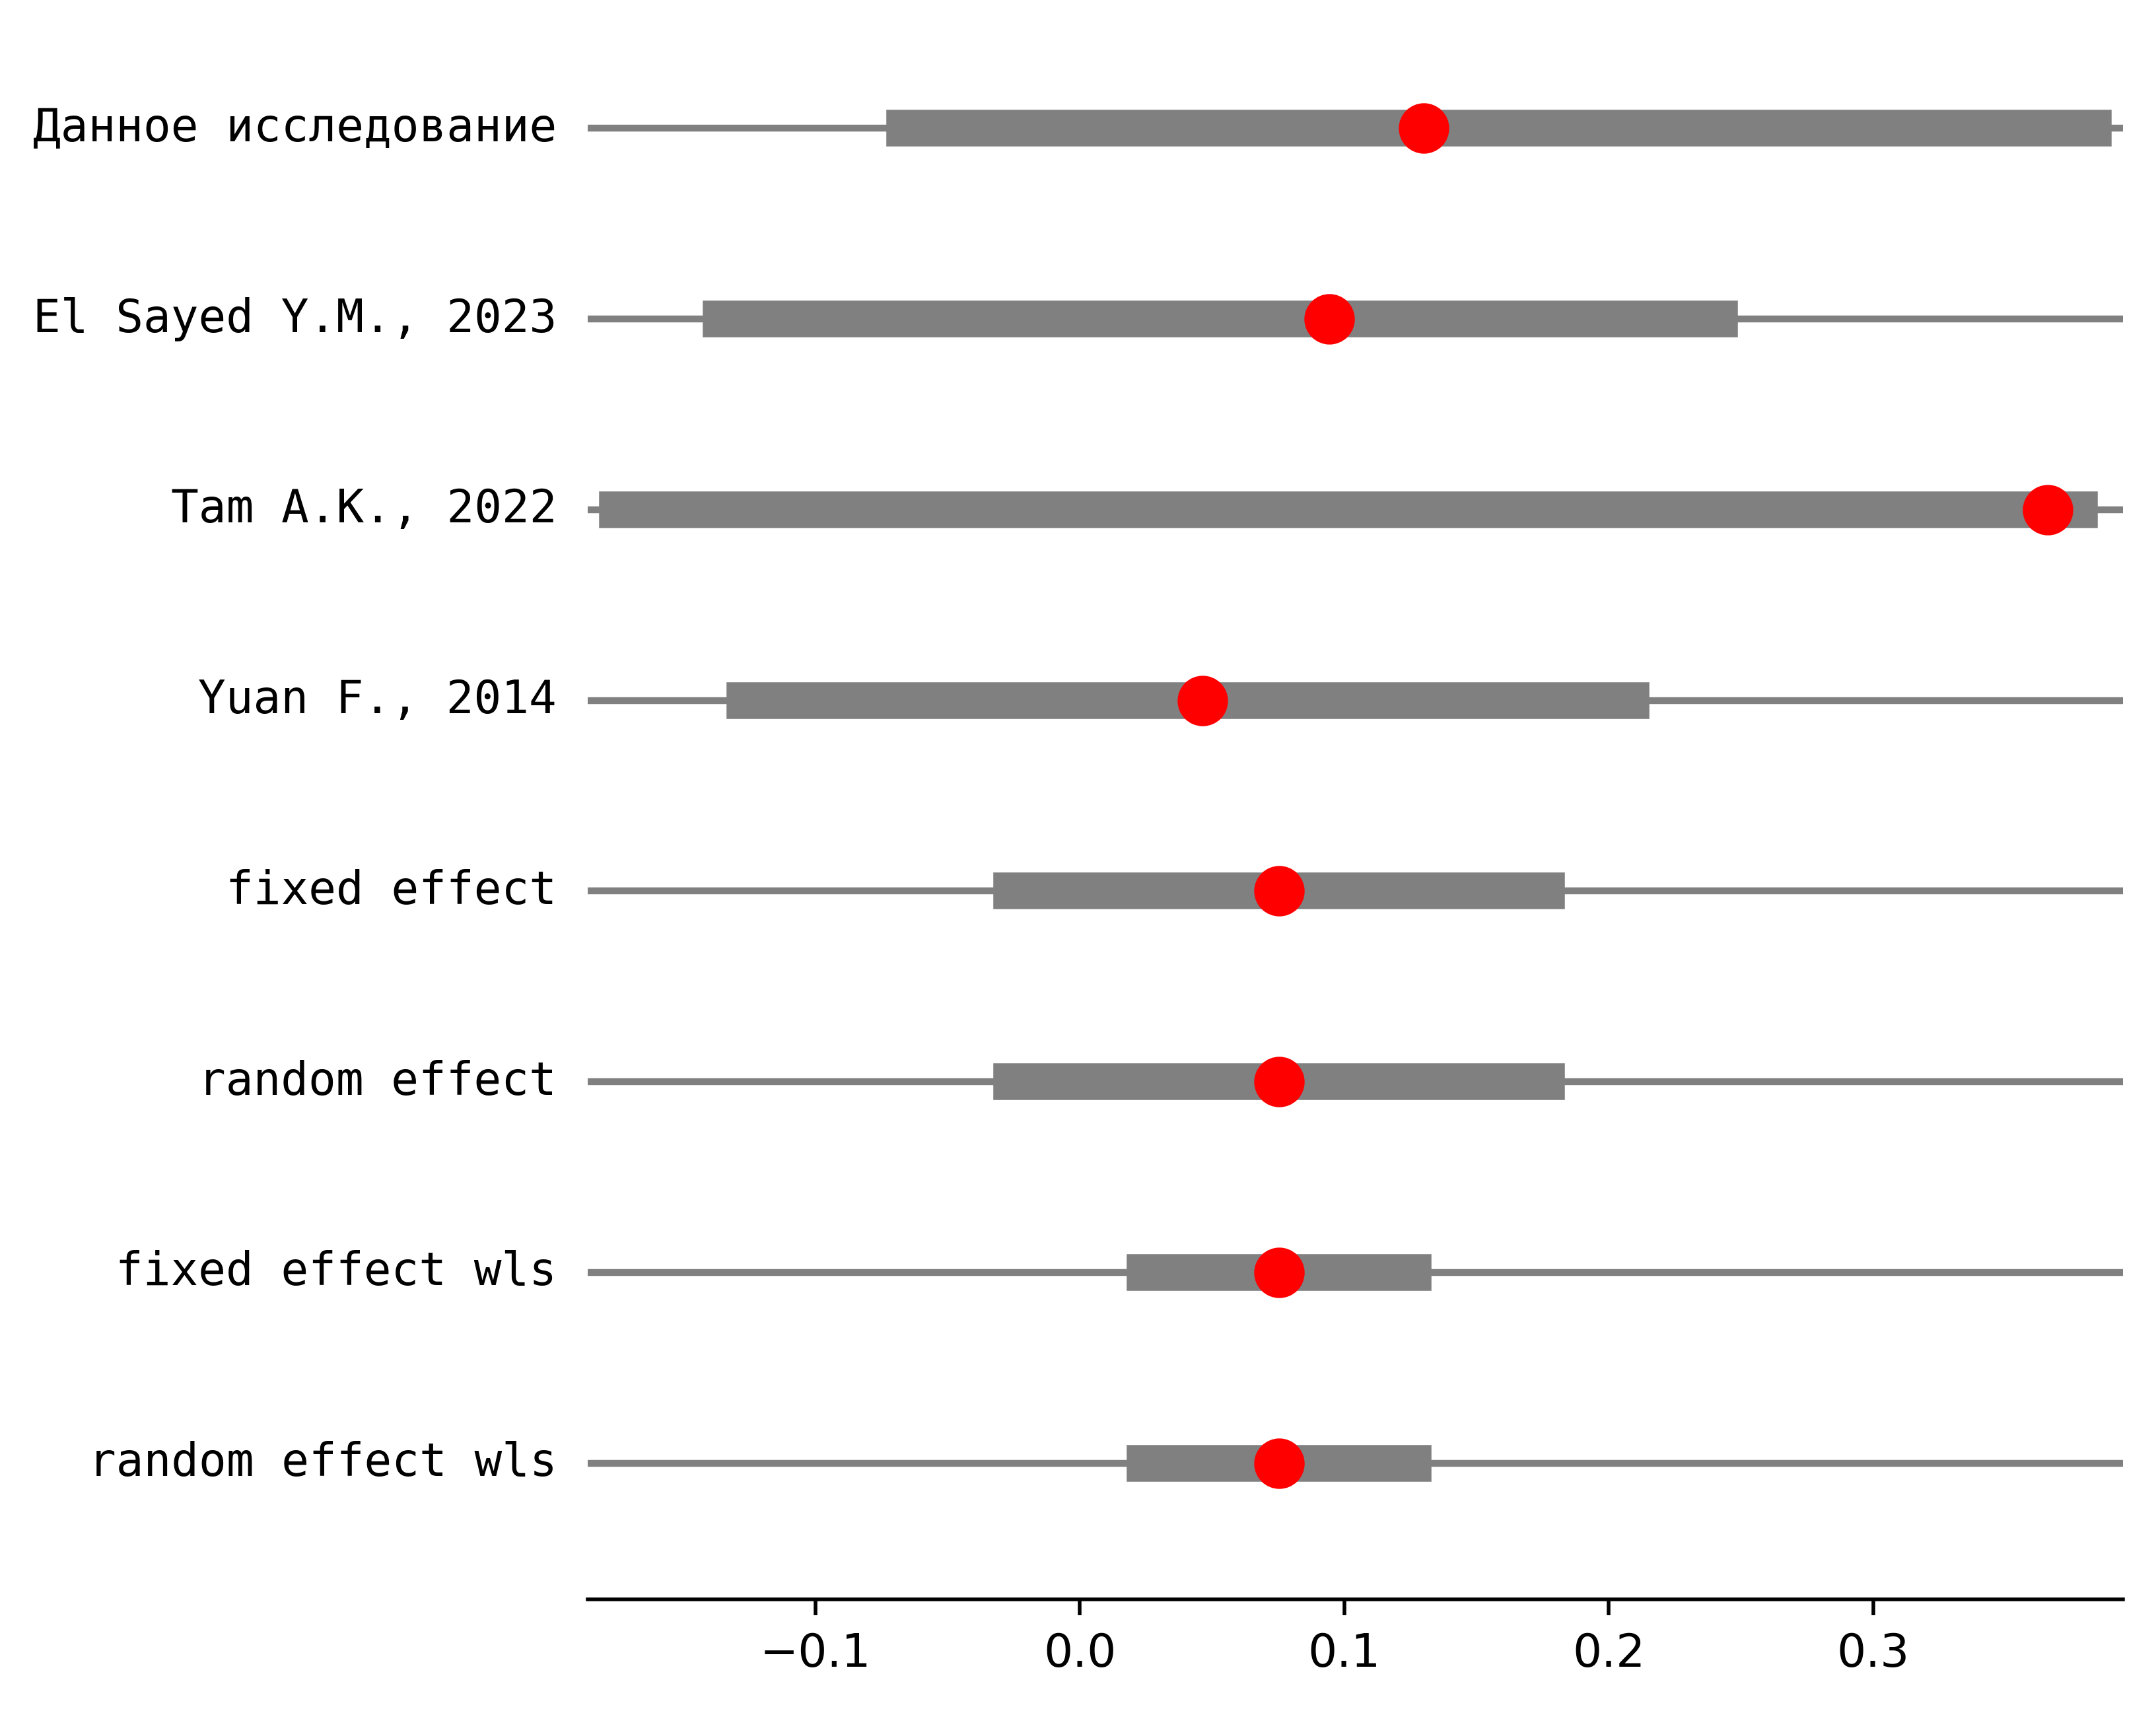 Данное исследование
El Sayed Y.M., 2023
Tam A.K., 2022
Yuan F., 2014
fixed effect
random effect
fixed effect wls
random effect wls
−0.1 0.0 0.1 0.2 0.3